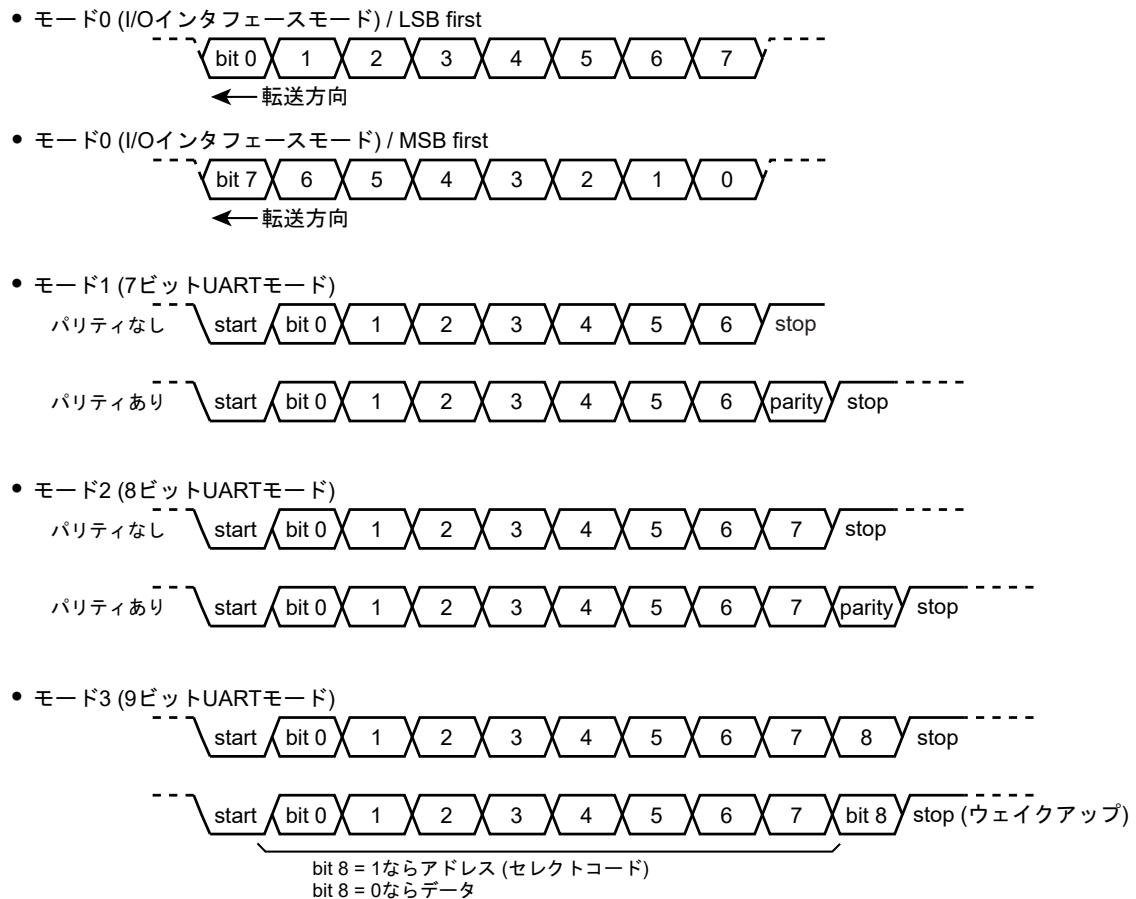 • モード0 (I/Oインタフェースモード) / LSB first
bit 0 1 2 3 4 5 6 7
転送方向
• モード0 (I/Oインタフェースモード) / MSB first
bit 7 6 5 4 3 2 1 0
転送方向
• モード1 (7ビットUARTモード)
パリティなし start bit 0 1 2 3 4 5 6 stop
パリティあり start bit 0 1 2 3 4 5 6 parity stop
• モード2 (8ビットUARTモード)
パリティなし start bit 0 1 2 3 4 5 6 7 stop
パリティあり start bit 0 1 2 3 4 5 6 7 parity stop
• モード3 (9ビットUARTモード)
start bit 0 1 2 3 4 5 6 7 8 stop
start bit 0 1 2 3 4 5 6 7 bit 8 stop (ウェイクアップ)
bit 8 = 1ならアドレス (セレクトコード)
bit 8 = 0ならデータ